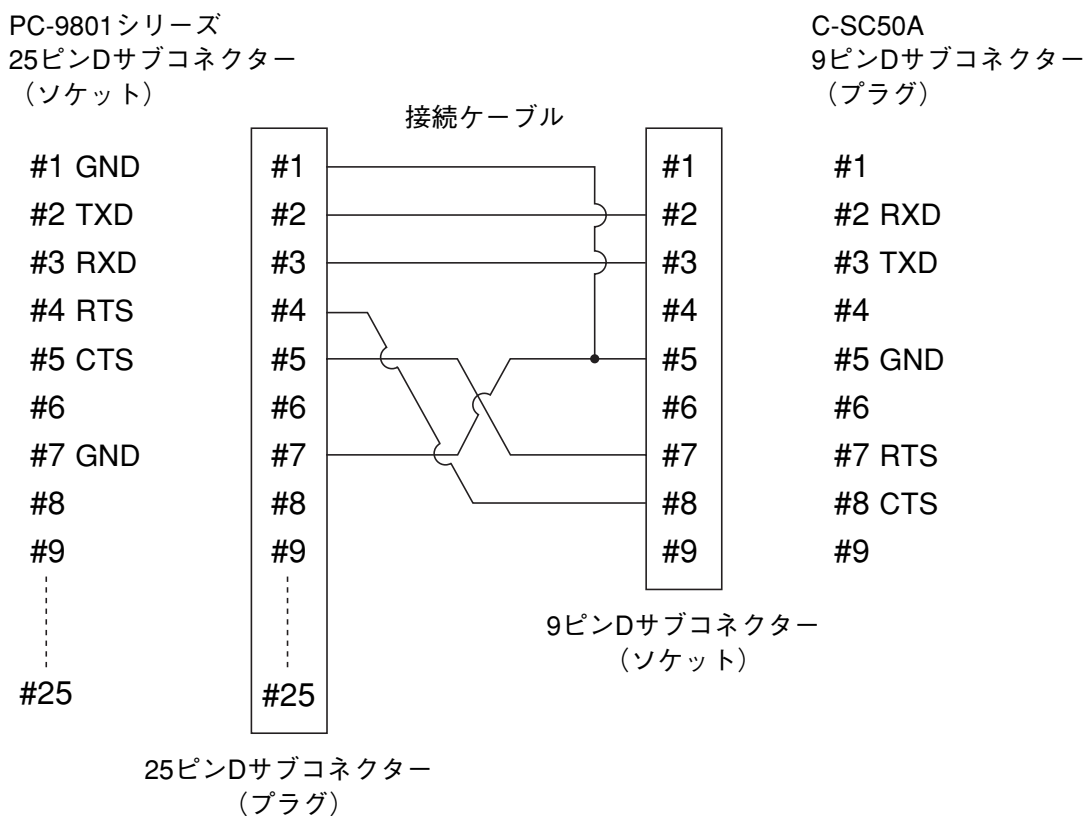 PC-9801シリーズ
25ピンDサブコネクター
（ソケット）
C-SC50A
9ピンDサブコネクター
（プラグ）
接続ケーブル
#1 GND #1 #1 #1
#2 TXD #2 #2 #2 RXD
#3 RXD #3 #3 #3 TXD
#4 RTS #4 #4 #4
#5 CTS #5 #5 #5 GND
#6 #6 #6 #6
#7 GND #7 #7 #7 RTS
#8 #8 #8 #8 CTS
#9 #9 #9 #9
9ピンDサブコネクター
（ソケット）
#25 #25
25ピンDサブコネクター
（プラグ）